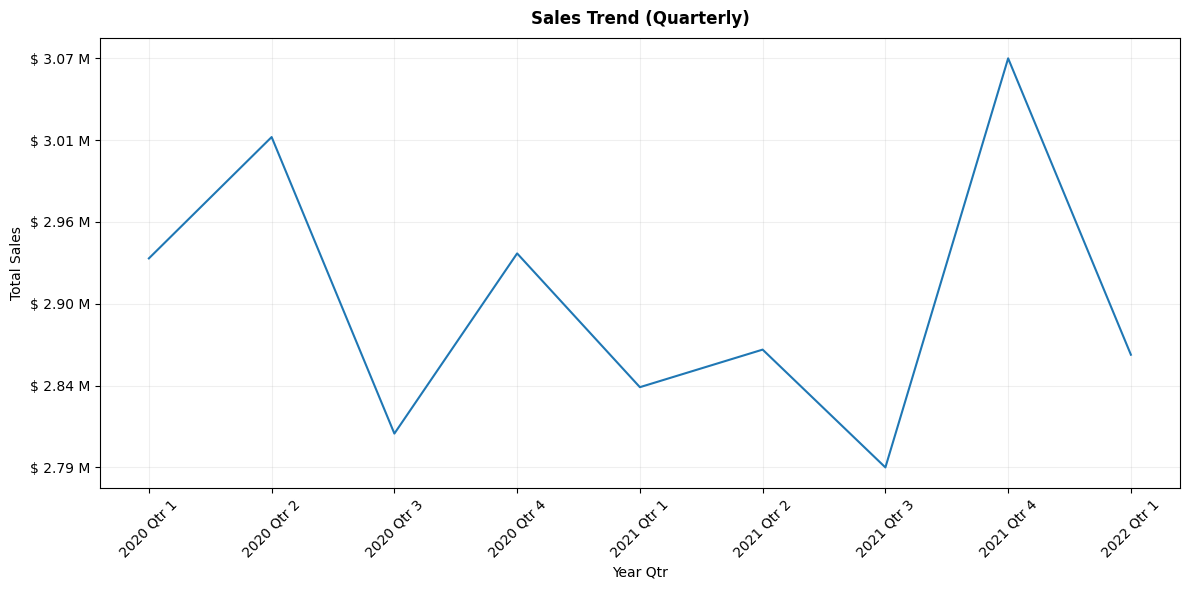 Sales Trend (Quarterly)
$ 3.07 M
$ 3.01 M
$ 2.96 M
$ 2.90 M
$ 2.84 M
$ 2.79 M
Total Sales
2020 Qtr 1
2020 Qtr 2
2020 Qtr 3
2020 Qtr 4
2021 Qtr 1
2021 Qtr 2
2021 Qtr 3
2021 Qtr 4
2022 Qtr 1
Year Qtr